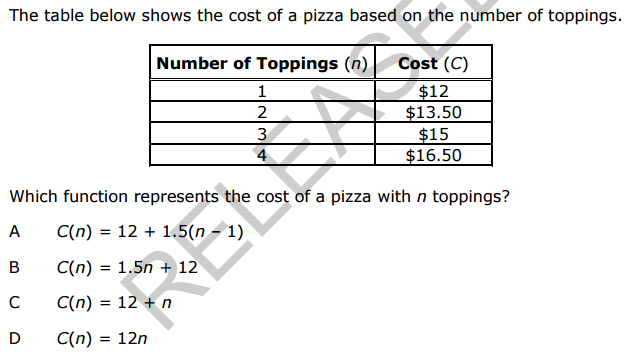 The table below shows the cost of a pizza based on the number of toppings.
Number of Toppings (n) Cost (C)
1 $12
2 $13.50
3 $15
4 $16.50
Which function represents the cost of a pizza with n toppings?
A C(n) = 12 + 1.5(n – 1)
B C(n) = 1.5n + 12
C C(n) = 12 + n
D C(n) = 12n
RELEASE